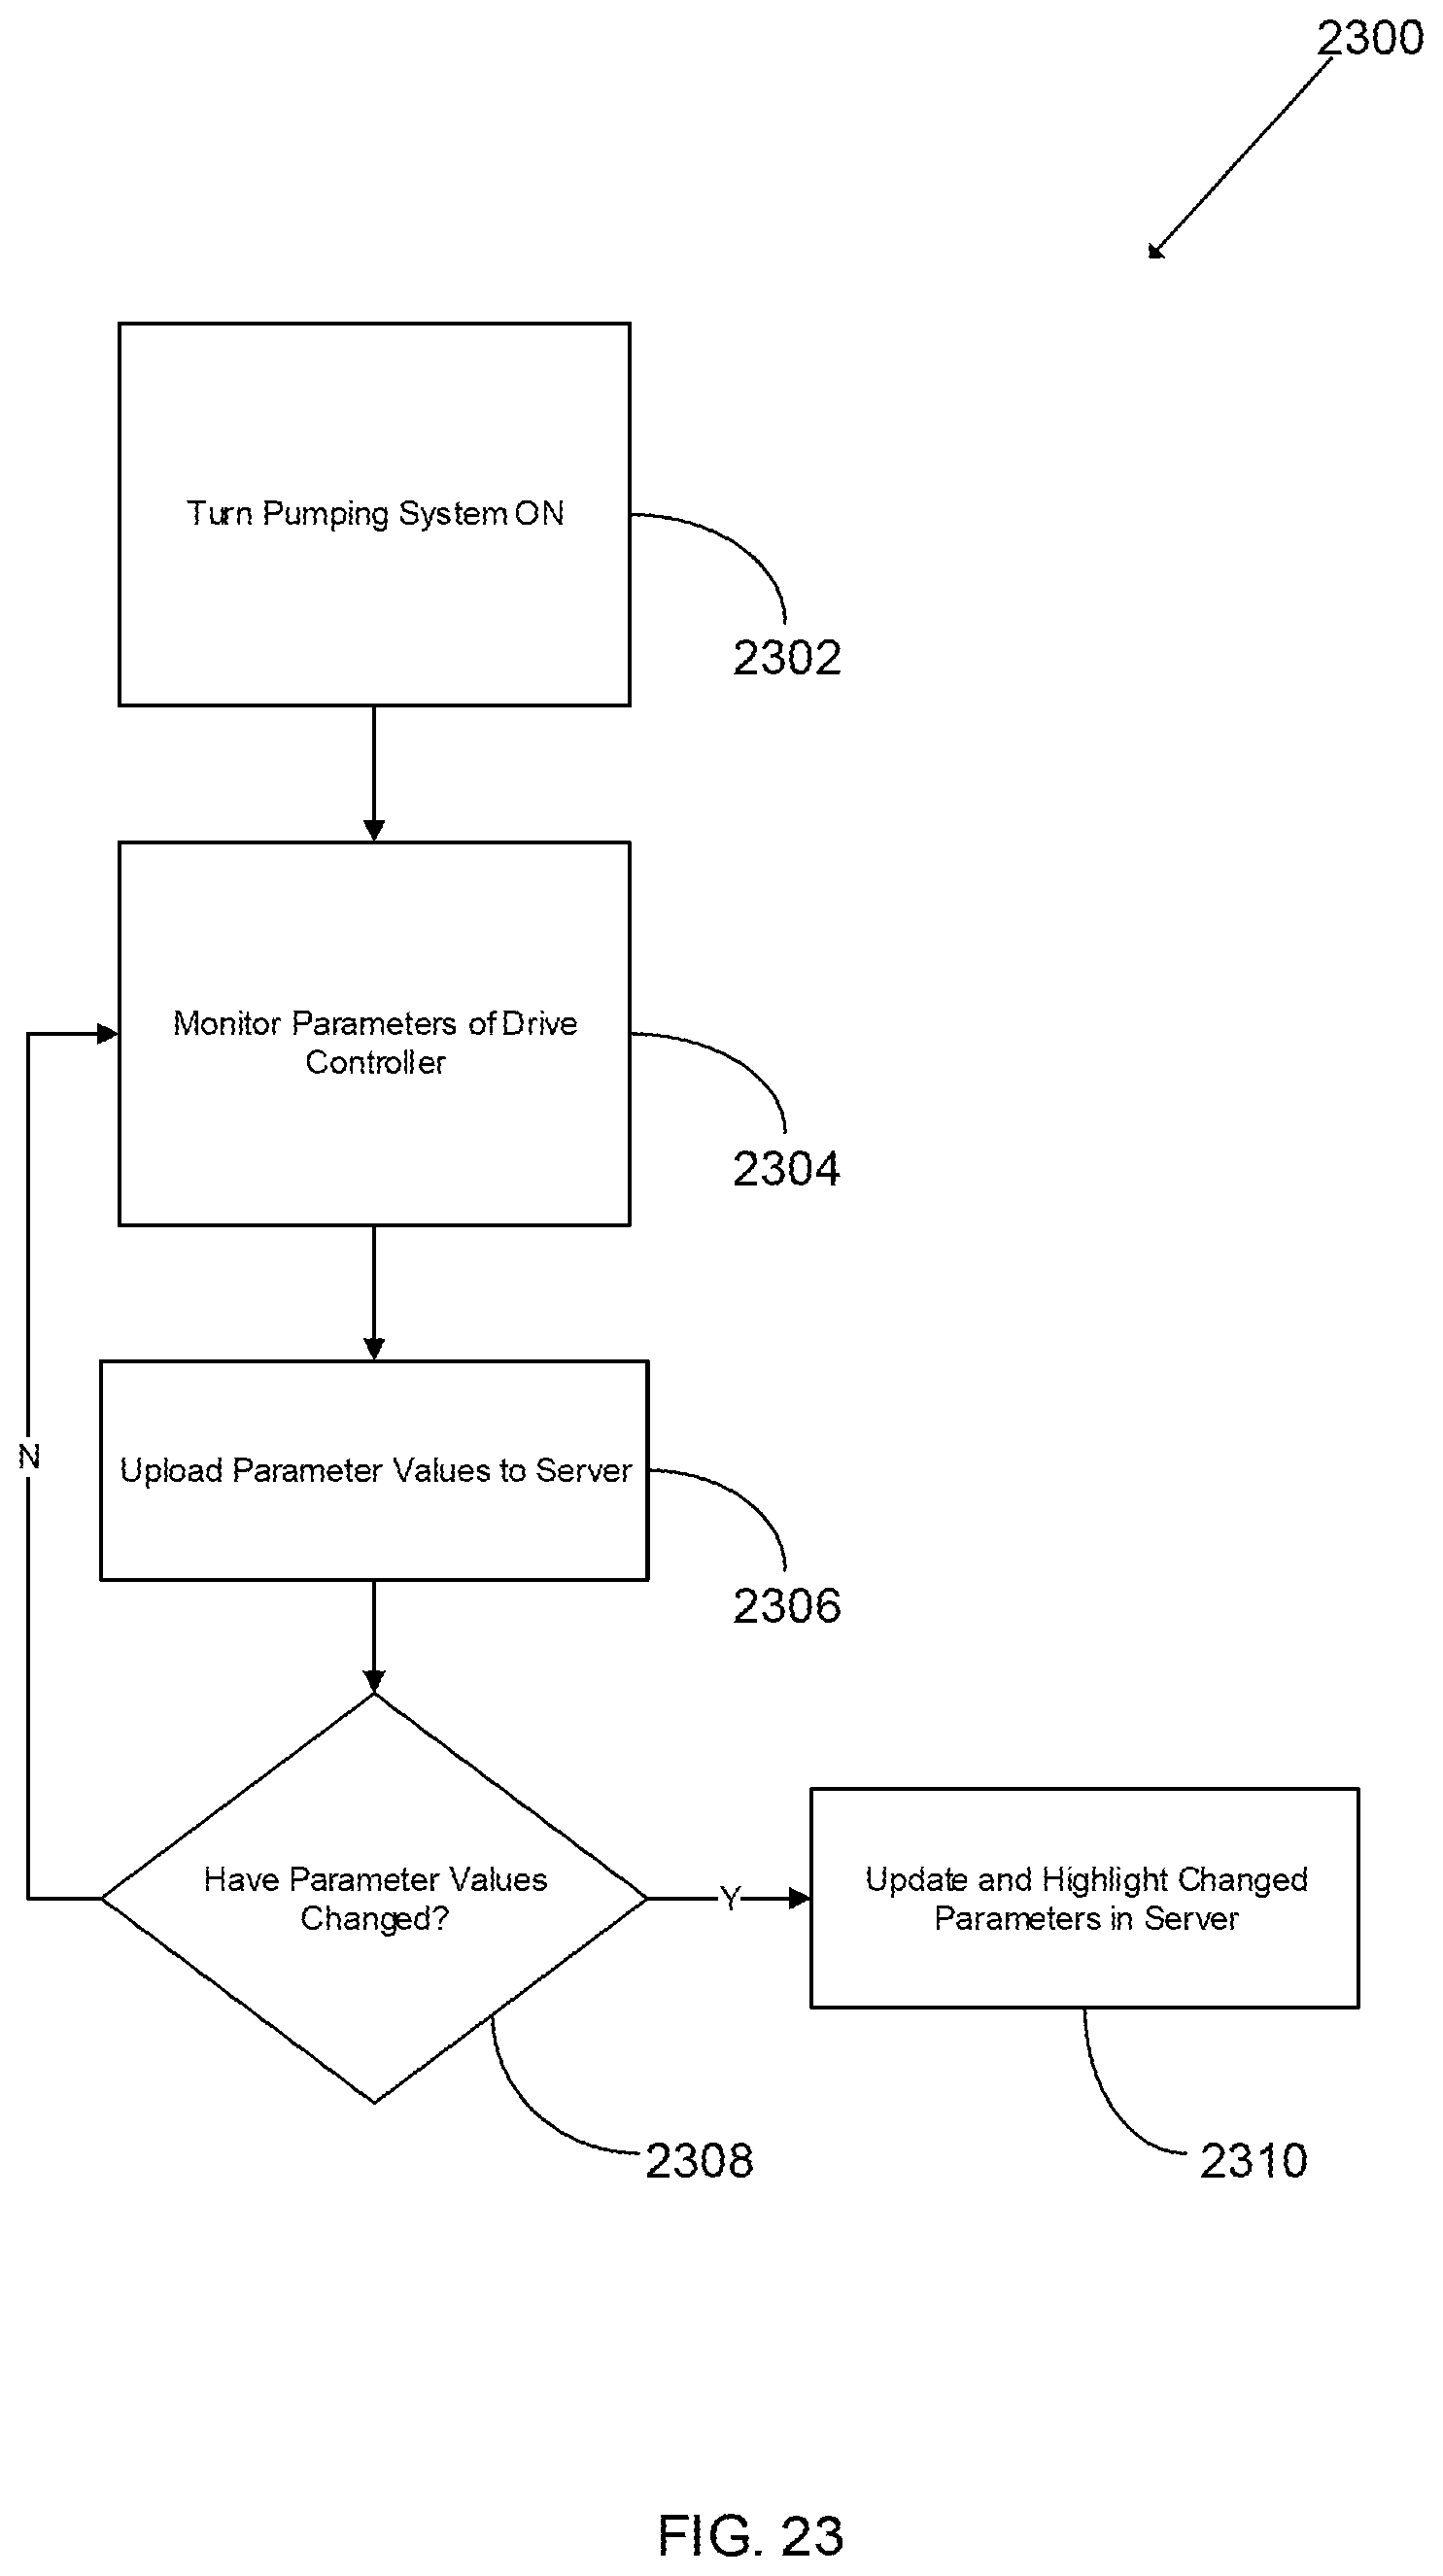 2300
Turn Pumping System ON
2302
Monitor Parameters of Drive
Controller
2304
N
Upload Parameter Values to Server
2306
Have Parameter Values
Changed?
Y
Update and Highlight Changed
Parameters in Server
2308
2310
FIG. 23